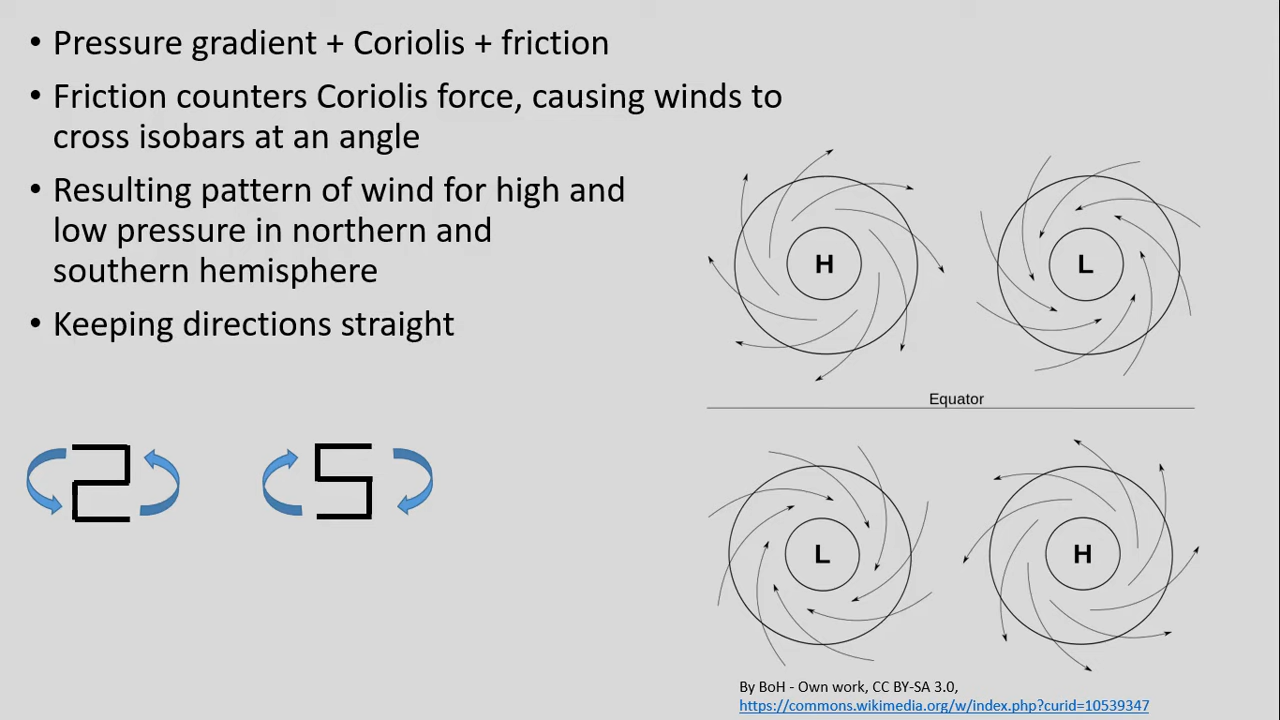 • Pressure gradient + Coriolis + friction
• Friction counters Coriolis force, causing winds to
cross isobars at an angle
• Resulting pattern of wind for high and
low pressure in northern and
southern hemisphere
• Keeping directions straight
2 5
H L
Equator
L H
By BoH - Own work, CC BY-SA 3.0,
https://commons.wikimedia.org/w/index.php?curid=10539347